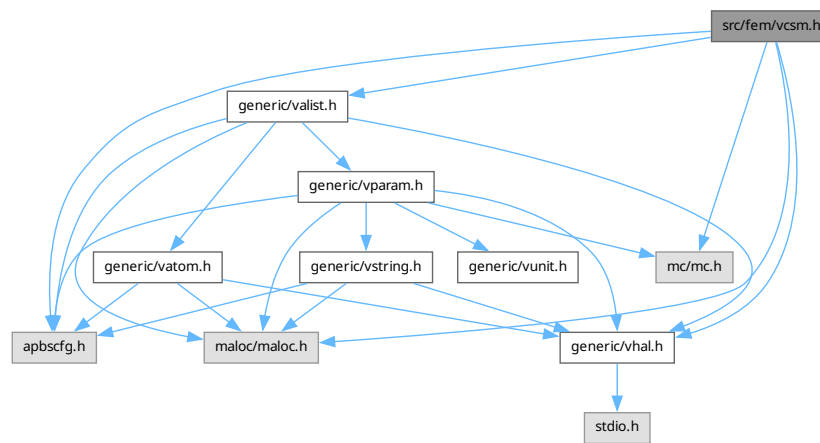 src/fem/vcsm.h
generic/valist.h
generic/vparam.h
generic/vatom.h
generic/vstring.h
generic/vunit.h
mc/mc.h
apbscfg.h
maloc/maloc.h
generic/vhal.h
stdio.h